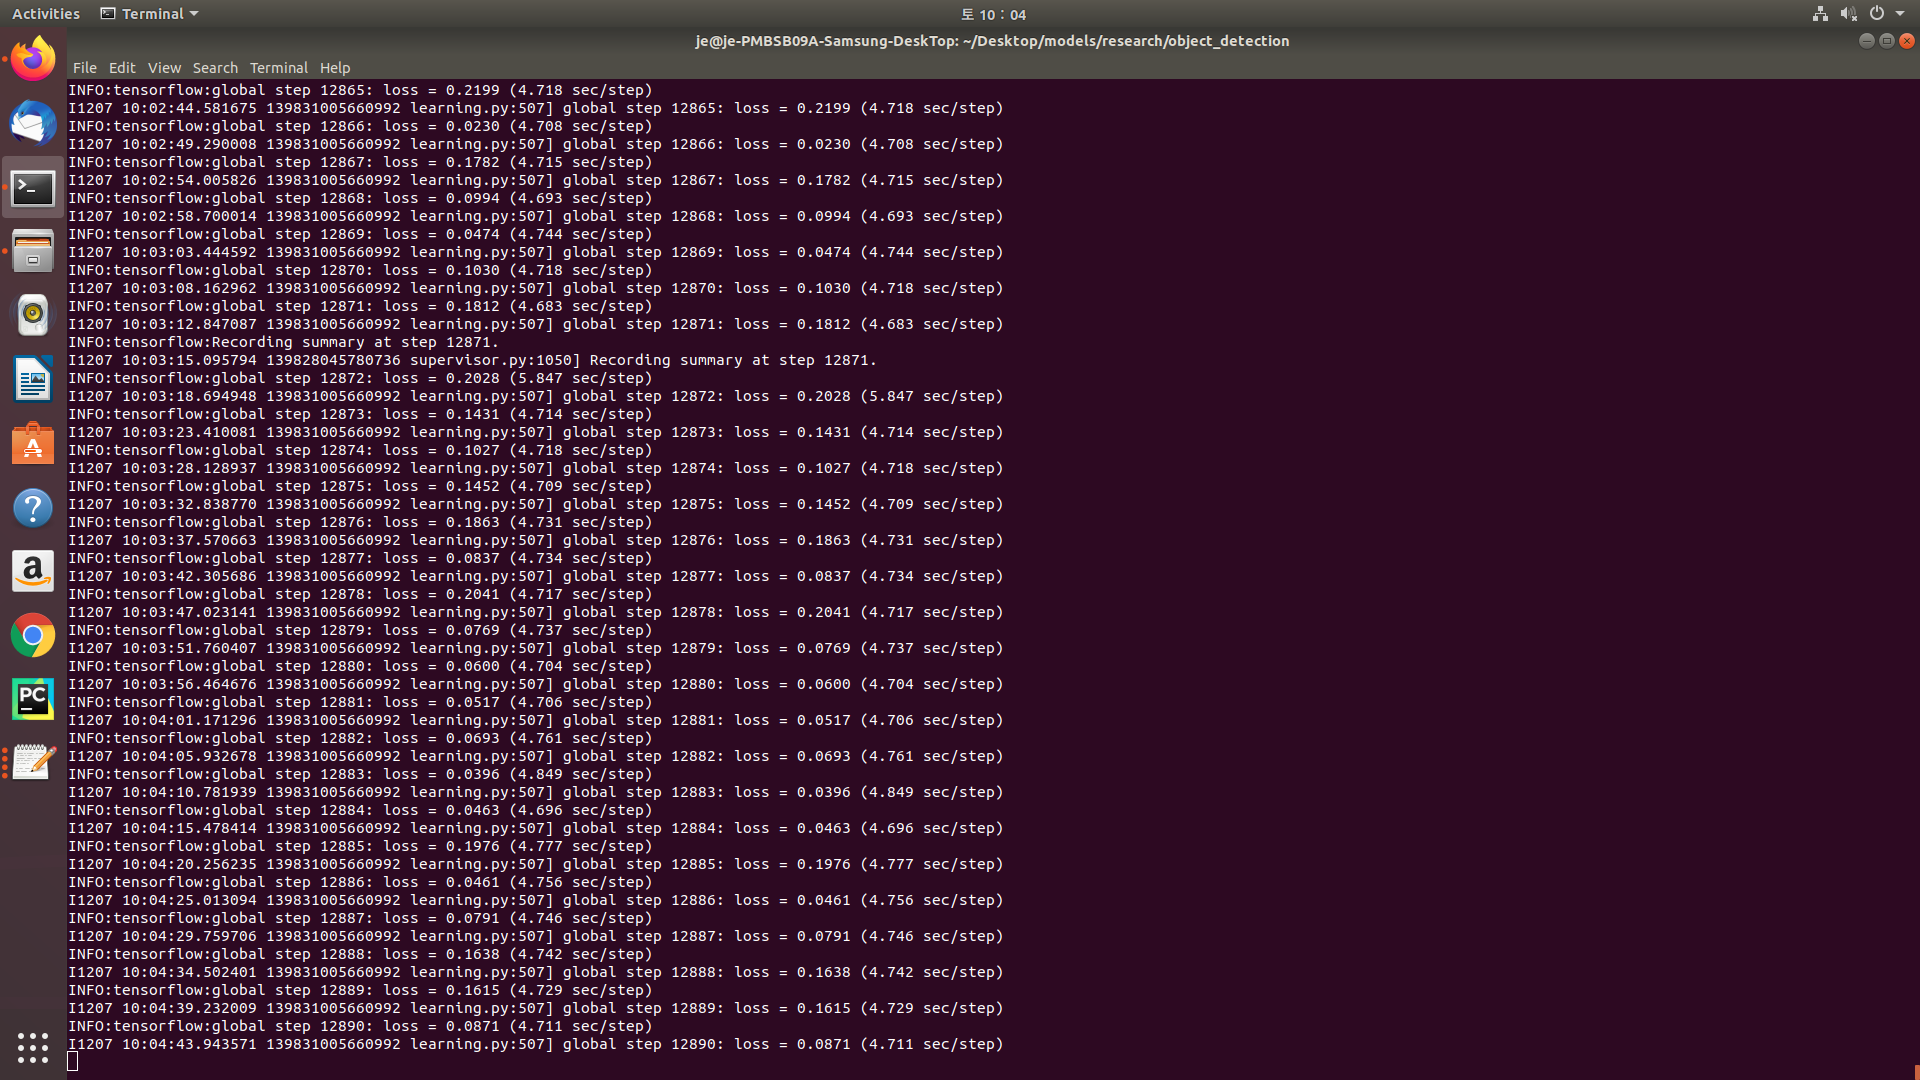 Activities
Terminal
토 10 : 04
je@je-PMBSB09A-Samsung-DeskTop: ~/Desktop/models/research/object_detection
File Edit View Search Terminal Help
INFO:tensorflow:global step 12865: loss = 0.2199 (4.718 sec/step)
I1207 10:02:44.581675 139831005660992 learning.py:507] global step 12865: loss = 0.2199 (4.718 sec/step)
INFO:tensorflow:global step 12866: loss = 0.0230 (4.708 sec/step)
I1207 10:02:49.290008 139831005660992 learning.py:507] global step 12866: loss = 0.0230 (4.708 sec/step)
INFO:tensorflow:global step 12867: loss = 0.1782 (4.715 sec/step)
I1207 10:02:54.005826 139831005660992 learning.py:507] global step 12867: loss = 0.1782 (4.715 sec/step)
INFO:tensorflow:global step 12868: loss = 0.0994 (4.693 sec/step)
I1207 10:02:58.700014 139831005660992 learning.py:507] global step 12868: loss = 0.0994 (4.693 sec/step)
INFO:tensorflow:global step 12869: loss = 0.0474 (4.744 sec/step)
I1207 10:03:03.444592 139831005660992 learning.py:507] global step 12869: loss = 0.0474 (4.744 sec/step)
INFO:tensorflow:global step 12870: loss = 0.1030 (4.718 sec/step)
I1207 10:03:08.162962 139831005660992 learning.py:507] global step 12870: loss = 0.1030 (4.718 sec/step)
INFO:tensorflow:global step 12871: loss = 0.1812 (4.683 sec/step)
I1207 10:03:12.847087 139831005660992 learning.py:507] global step 12871: loss = 0.1812 (4.683 sec/step)
INFO:tensorflow:Recording summary at step 12871.
I1207 10:03:15.095794 139828045780736 supervisor.py:1050] Recording summary at step 12871.
INFO:tensorflow:global step 12872: loss = 0.2028 (5.847 sec/step)
I1207 10:03:18.694948 139831005660992 learning.py:507] global step 12872: loss = 0.2028 (5.847 sec/step)
INFO:tensorflow:global step 12873: loss = 0.1431 (4.714 sec/step)
I1207 10:03:23.410081 139831005660992 learning.py:507] global step 12873: loss = 0.1431 (4.714 sec/step)
INFO:tensorflow:global step 12874: loss = 0.1027 (4.718 sec/step)
I1207 10:03:28.128937 139831005660992 learning.py:507] global step 12874: loss = 0.1027 (4.718 sec/step)
INFO:tensorflow:global step 12875: loss = 0.1452 (4.709 sec/step)
I1207 10:03:32.838770 139831005660992 learning.py:507] global step 12875: loss = 0.1452 (4.709 sec/step)
INFO:tensorflow:global step 12876: loss = 0.1863 (4.731 sec/step)
I1207 10:03:37.570663 139831005660992 learning.py:507] global step 12876: loss = 0.1863 (4.731 sec/step)
INFO:tensorflow:global step 12877: loss = 0.0837 (4.734 sec/step)
I1207 10:03:42.305686 139831005660992 learning.py:507] global step 12877: loss = 0.0837 (4.734 sec/step)
INFO:tensorflow:global step 12878: loss = 0.2041 (4.717 sec/step)
I1207 10:03:47.023141 139831005660992 learning.py:507] global step 12878: loss = 0.2041 (4.717 sec/step)
INFO:tensorflow:global step 12879: loss = 0.0769 (4.737 sec/step)
I1207 10:03:51.760407 139831005660992 learning.py:507] global step 12879: loss = 0.0769 (4.737 sec/step)
INFO:tensorflow:global step 12880: loss = 0.0600 (4.704 sec/step)
I1207 10:03:56.464676 139831005660992 learning.py:507] global step 12880: loss = 0.0600 (4.704 sec/step)
INFO:tensorflow:global step 12881: loss = 0.0517 (4.706 sec/step)
I1207 10:04:01.171296 139831005660992 learning.py:507] global step 12881: loss = 0.0517 (4.706 sec/step)
INFO:tensorflow:global step 12882: loss = 0.0693 (4.761 sec/step)
I1207 10:04:05.932678 139831005660992 learning.py:507] global step 12882: loss = 0.0693 (4.761 sec/step)
INFO:tensorflow:global step 12883: loss = 0.0396 (4.849 sec/step)
I1207 10:04:10.781939 139831005660992 learning.py:507] global step 12883: loss = 0.0396 (4.849 sec/step)
INFO:tensorflow:global step 12884: loss = 0.0463 (4.696 sec/step)
I1207 10:04:15.478414 139831005660992 learning.py:507] global step 12884: loss = 0.0463 (4.696 sec/step)
INFO:tensorflow:global step 12885: loss = 0.1976 (4.777 sec/step)
I1207 10:04:20.256235 139831005660992 learning.py:507] global step 12885: loss = 0.1976 (4.777 sec/step)
INFO:tensorflow:global step 12886: loss = 0.0461 (4.756 sec/step)
I1207 10:04:25.013094 139831005660992 learning.py:507] global step 12886: loss = 0.0461 (4.756 sec/step)
INFO:tensorflow:global step 12887: loss = 0.0791 (4.746 sec/step)
I1207 10:04:29.759706 139831005660992 learning.py:507] global step 12887: loss = 0.0791 (4.746 sec/step)
INFO:tensorflow:global step 12888: loss = 0.1638 (4.742 sec/step)
I1207 10:04:34.502401 139831005660992 learning.py:507] global step 12888: loss = 0.1638 (4.742 sec/step)
INFO:tensorflow:global step 12889: loss = 0.1615 (4.729 sec/step)
I1207 10:04:39.232009 139831005660992 learning.py:507] global step 12889: loss = 0.1615 (4.729 sec/step)
INFO:tensorflow:global step 12890: loss = 0.0871 (4.711 sec/step)
I1207 10:04:43.943571 139831005660992 learning.py:507] global step 12890: loss = 0.0871 (4.711 sec/step)